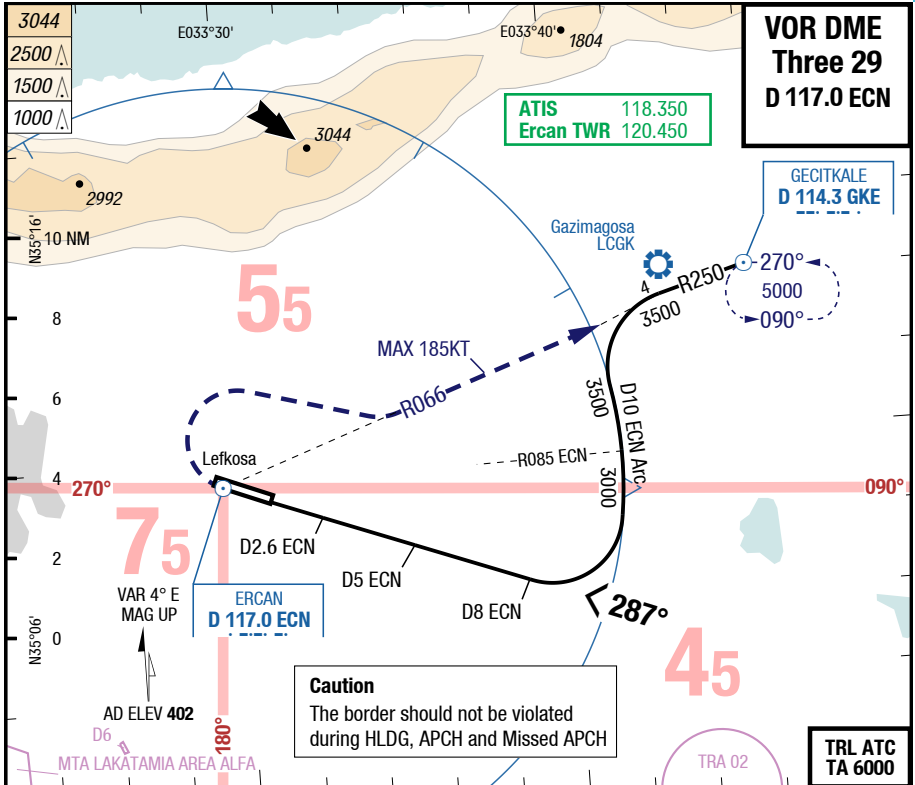 3044
2500
1500
1000
E033°30'
E033°40'
1804
VOR DME
Three 29
D 117.0 ECN
ATIS 118.350
Ercan TWR 120.450
3044
2992
GECITKALE
D 114.3 GKE
N35°16'
10 NM
Gazimagosa
LCGK
R250
4
3500
270°
5000
090°
55
8
MAX 185KT
6
R066
3500
D10 ECN Arc
R085 ECN
3000
Lefkosa
4
270°
090°
75
D2.6 ECN
2
D5 ECN
D8 ECN
VAR 4° E
MAG UP
ERCAN
D 117.0 ECN
287°
N35°06'
0
45
AD ELEV 402
Caution
The border should not be violated
during HLDG, APCH and Missed APCH
180°
D6
MTA LAKATAMIA AREA ALFA
TRA 02
TRL ATC
TA 6000